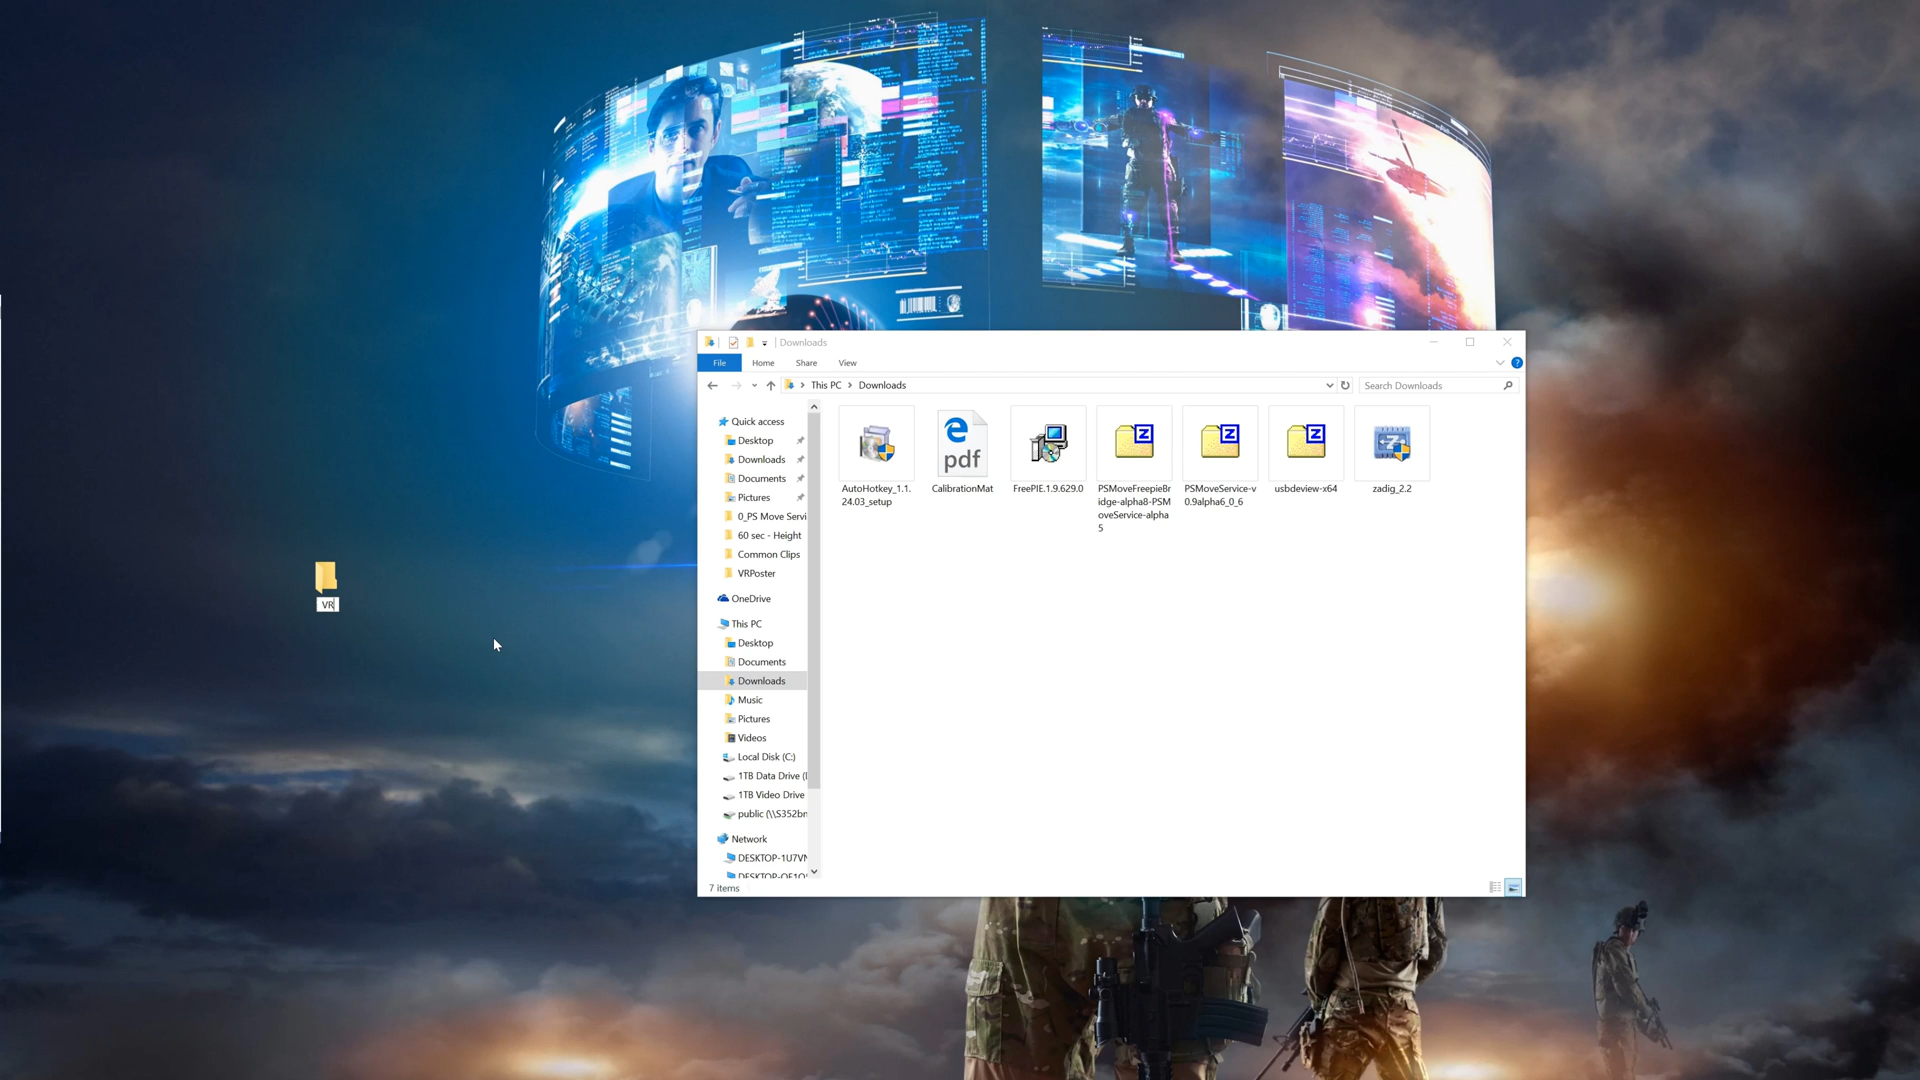 Downloads
File
Home
Share
View
This PC
Downloads
Search Downloads
Quick access
Desktop
Downloads
Documents
Pictures
0_PS Move Servi
60 sec - Height
Common Clips
VRPoster
OneDrive
This PC
Desktop
Documents
Downloads
Music
Pictures
Videos
Local Disk (C:)
1TB Data Drive (
1TB Video Drive
public (\\S352bn
Network
DESKTOP-1U7VN
AutoHotkey_1.1.
24.03_setup
pdf
CalibrationMat
FreePIE.1.9.629.0
PSMoveFreepieBr
idge-alpha8-PSM
oveService-alpha
5
PSMoveService-v
0.9alpha6_0_6
usbdeview-x64
zadig_2.2
7 items
VR